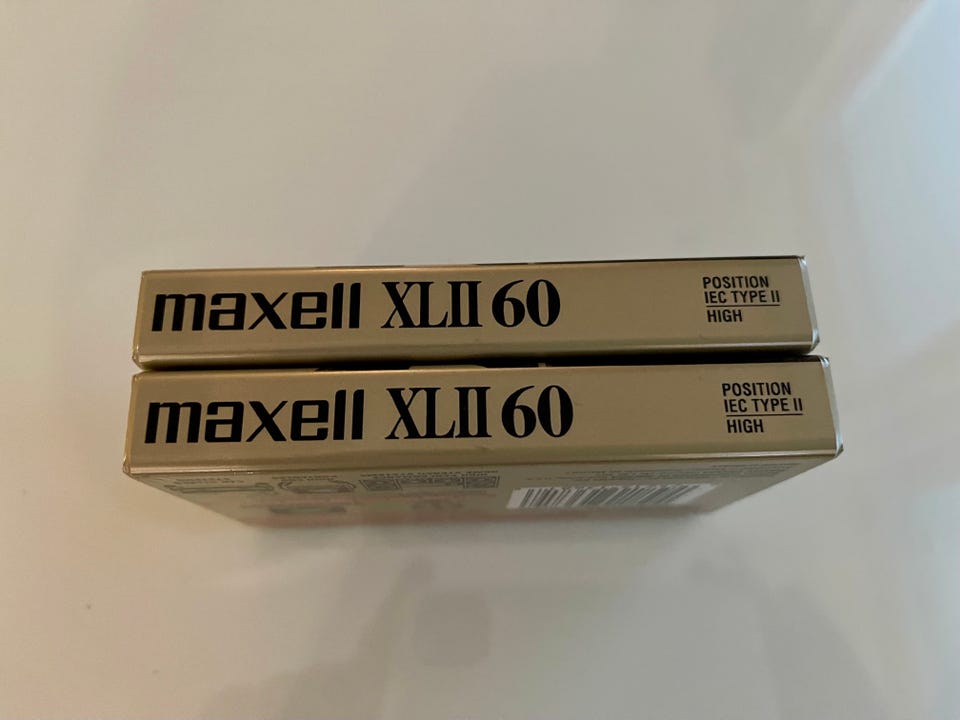 maxell XLII 60
POSITION
IEC TYPE II
HIGH
maxell XLII 60
POSITION
IEC TYPE II
HIGH